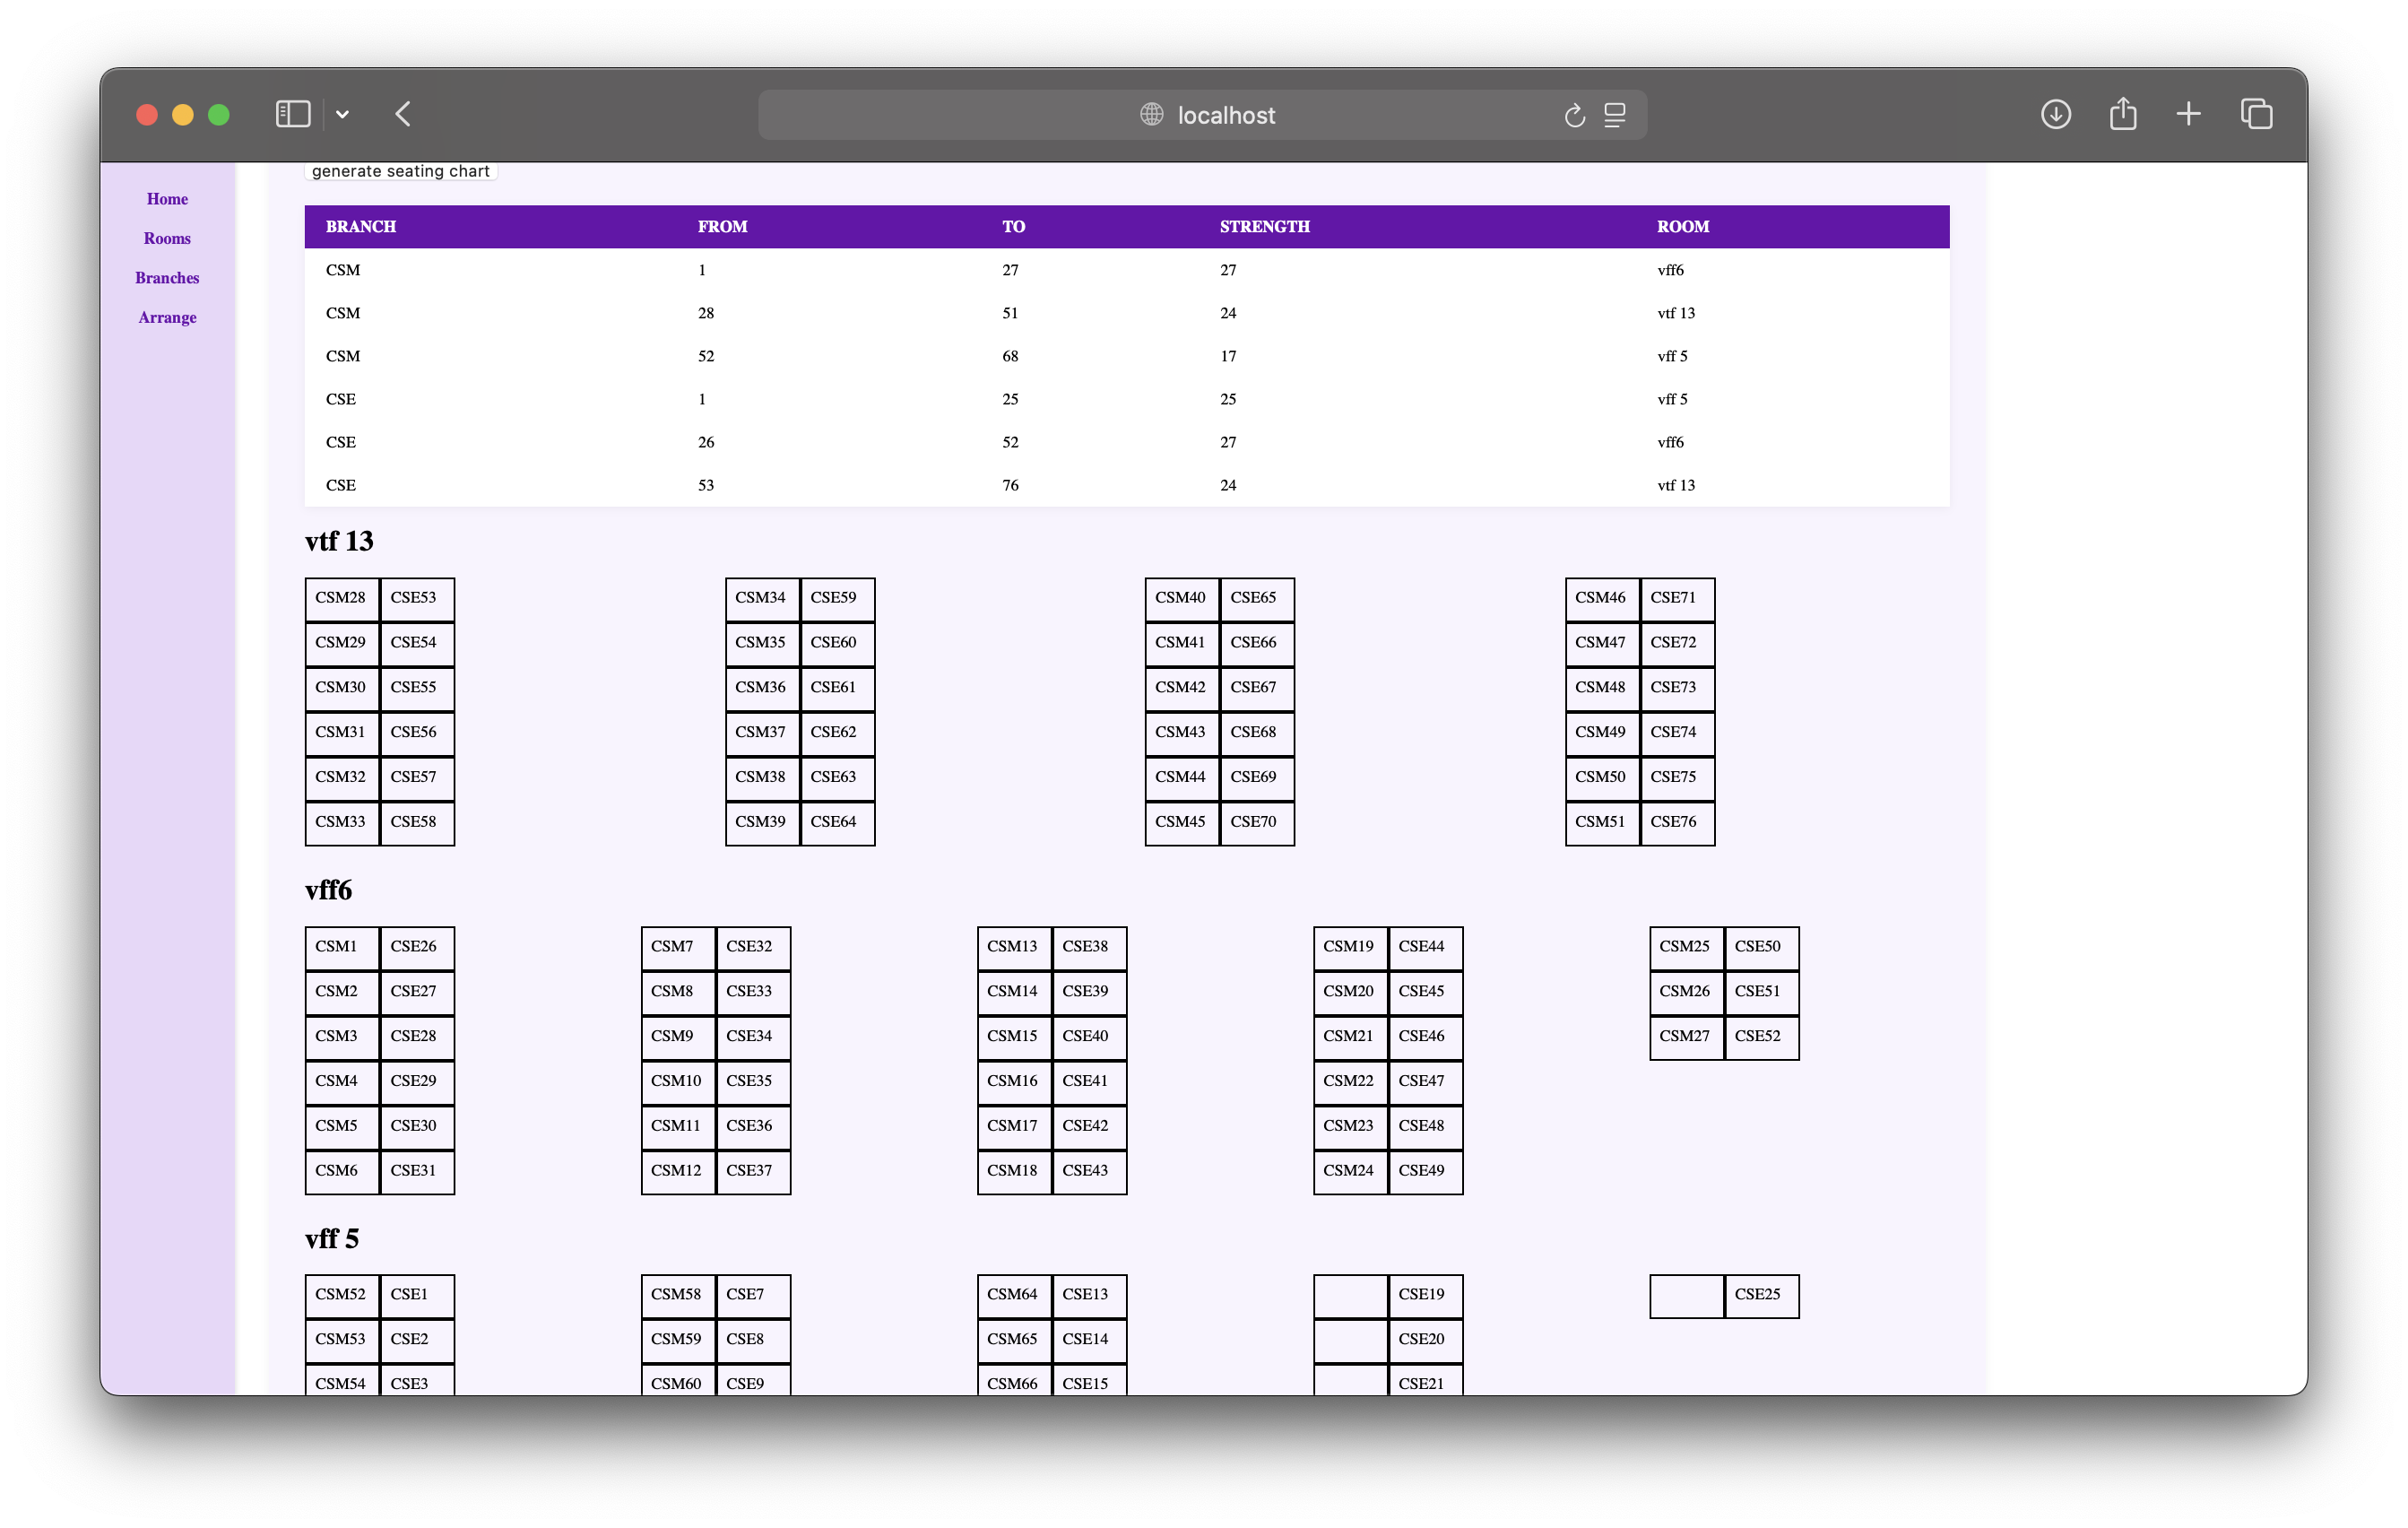 localhost
Home
Rooms
Branches
Arrange
generate seating chart
BRANCH FROM TO STRENGTH ROOM
CSM 1 27 27 vff6
CSM 28 51 24 vtf 13
CSM 52 68 17 vff 5
CSE 1 25 25 vff 5
CSE 26 52 27 vff6
CSE 53 76 24 vtf 13
vtf 13
CSM28 CSE53 CSM34 CSE59 CSM40 CSE65 CSM46 CSE71
CSM29 CSE54 CSM35 CSE60 CSM41 CSE66 CSM47 CSE72
CSM30 CSE55 CSM36 CSE61 CSM42 CSE67 CSM48 CSE73
CSM31 CSE56 CSM37 CSE62 CSM43 CSE68 CSM49 CSE74
CSM32 CSE57 CSM38 CSE63 CSM44 CSE69 CSM50 CSE75
CSM33 CSE58 CSM39 CSE64 CSM45 CSE70 CSM51 CSE76
vff6
CSM1 CSE26 CSM7 CSE32 CSM13 CSE38 CSM19 CSE44 CSM25 CSE50
CSM2 CSE27 CSM8 CSE33 CSM14 CSE39 CSM20 CSE45 CSM26 CSE51
CSM3 CSE28 CSM9 CSE34 CSM15 CSE40 CSM21 CSE46 CSM27 CSE52
CSM4 CSE29 CSM10 CSE35 CSM16 CSE41 CSM22 CSE47
CSM5 CSE30 CSM11 CSE36 CSM17 CSE42 CSM23 CSE48
CSM6 CSE31 CSM12 CSE37 CSM18 CSE43 CSM24 CSE49
vff 5
CSM52 CSE1 CSM58 CSE7 CSM64 CSE13 CSE19 CSE25
CSM53 CSE2 CSM59 CSE8 CSM65 CSE14 CSE20
CSM54 CSE3 CSM60 CSE9 CSM66 CSE15 CSE21